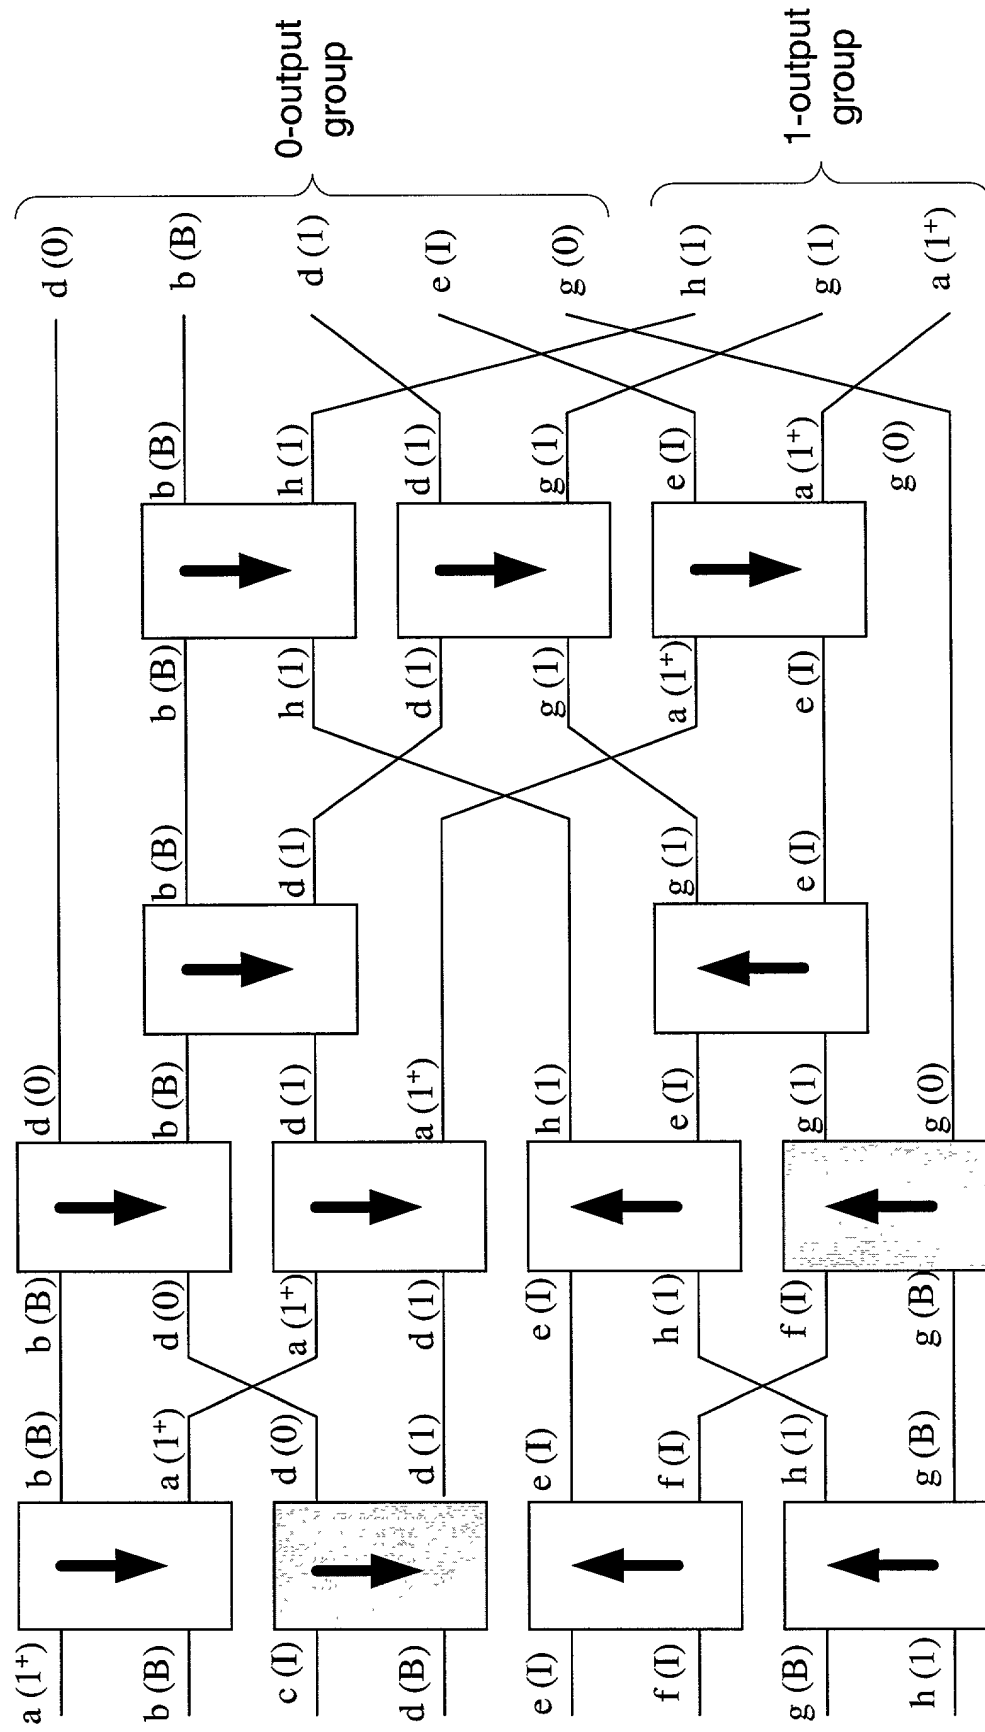 a (1+)
b (B)
c (I)
d (B)
e (I)
f (I)
g (B)
h (1)
b (B)
a (1+)
d (0)
d (1)
e (I)
f (I)
h (1)
g (B)
b (B)
d (0)
a (1+)
d (1)
e (I)
h (1)
f (I)
g (B)
d (0)
b (B)
d (1)
a (1+)
h (1)
e (I)
g (1)
g (0)
b (B)
d (1)
g (1)
e (I)
b (B)
h (1)
d (1)
g (1)
a (1+)
e (I)
b (B)
h (1)
d (1)
g (1)
e (I)
a (1+)
g (0)
d (0)
b (B)
d (1)
e (I)
g (0)
h (1)
g (1)
a (1+)
0-output
group
1-output
group